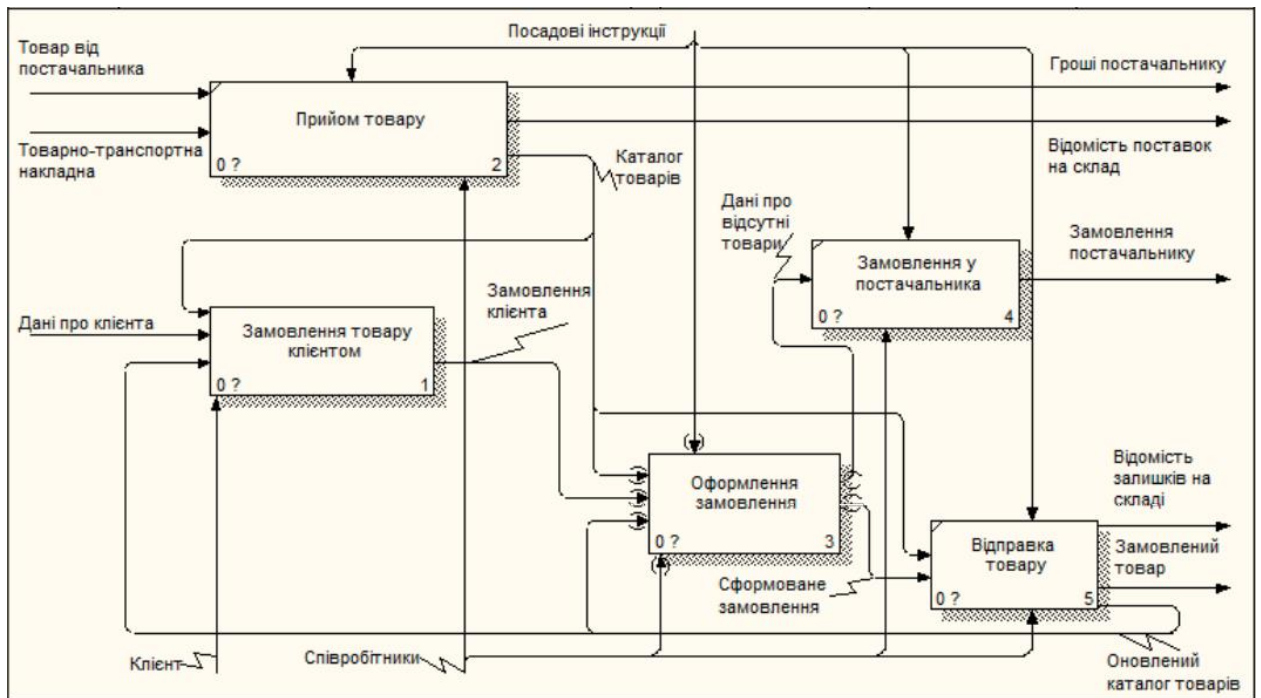 Посадові інструкції
Товар від
постачальника
Гроші постачальнику
Прийом товару
0 ?
2
Товарно-транспортна
накладна
Каталог
товарів
Відомість поставок
на склад
Дані про
відсутні
товари
Замовлення у
постачальника
0 ?
4
Замовлення
постачальнику
Замовлення
клієнта
Дані про клієнта
Замовлення товару
клієнтом
0 ?
1
Оформлення
замовлення
0 ?
3
Відомість
залишків на
складі
Відправка
товару
0 ?
5
Замовлений
товар
Сформоване
замовлення
Клієнт
Співробітники
Оновлений
каталог товарів